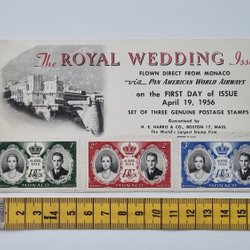 The ROYAL WEDDING Issue
FLOWN DIRECT FROM MONACO
via PAN AMERICAN WORLD AIRWAYS
on the FIRST DAY of ISSUE
April 19, 1956
SET OF THREE GENUINE POSTAGE STAMPS
Guaranteed by
H. E. HARRIS & CO., BOSTON 17, MASS.
The World's Largest Stamp Firm
MONACO MONACO MONACO
2 3 4 5 6 7 8 9 10 11 12 13 14 15